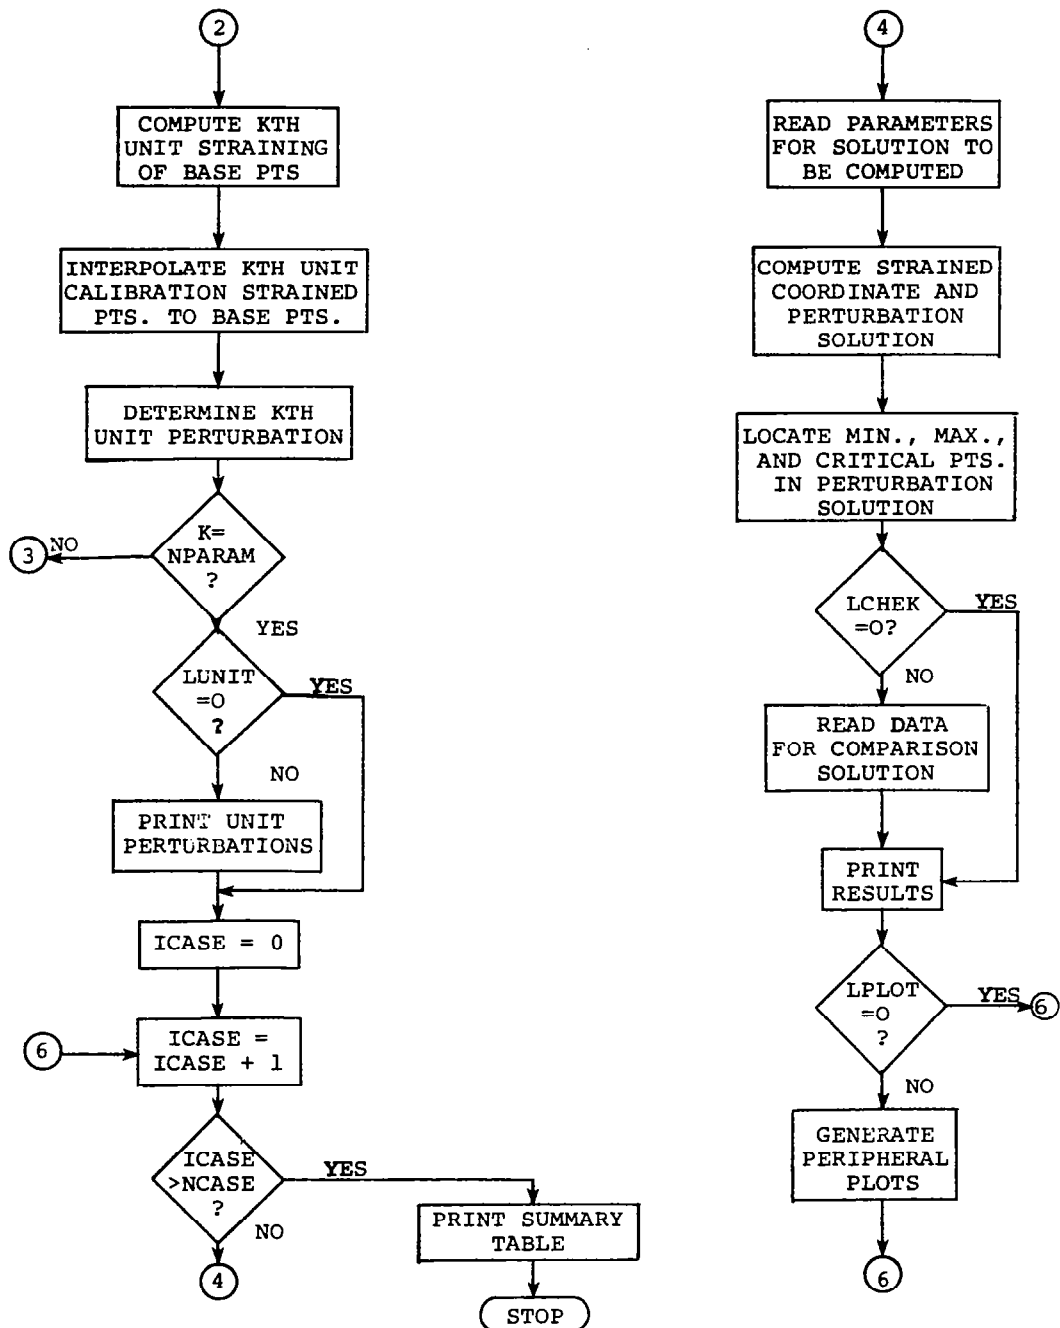 2
COMPUTE KTH
UNIT STRAINING
OF BASE PTS
INTERPOLATE KTH UNIT
CALIBRATION STRAINED
PTS. TO BASE PTS.
DETERMINE KTH
UNIT PERTURBATION
K=
NPARAM
?
NO
3
YES
LUNIT
=O
?
YES
NO
PRINT UNIT
PERTURBATIONS
ICASE = 0
6
ICASE =
ICASE + 1
ICASE
>NCASE
?
YES
NO
4
PRINT SUMMARY
TABLE
STOP
4
READ PARAMETERS
FOR SOLUTION TO
BE COMPUTED
COMPUTE STRAINED
COORDINATE AND
PERTURBATION
SOLUTION
LOCATE MIN., MAX.,
AND CRITICAL PTS.
IN PERTURBATION
SOLUTION
LCHEK
=O?
YES
NO
READ DATA
FOR COMPARISON
SOLUTION
PRINT
RESULTS
LPLOT
=O
?
YES
6
NO
GENERATE
PERIPHERAL
PLOTS
6